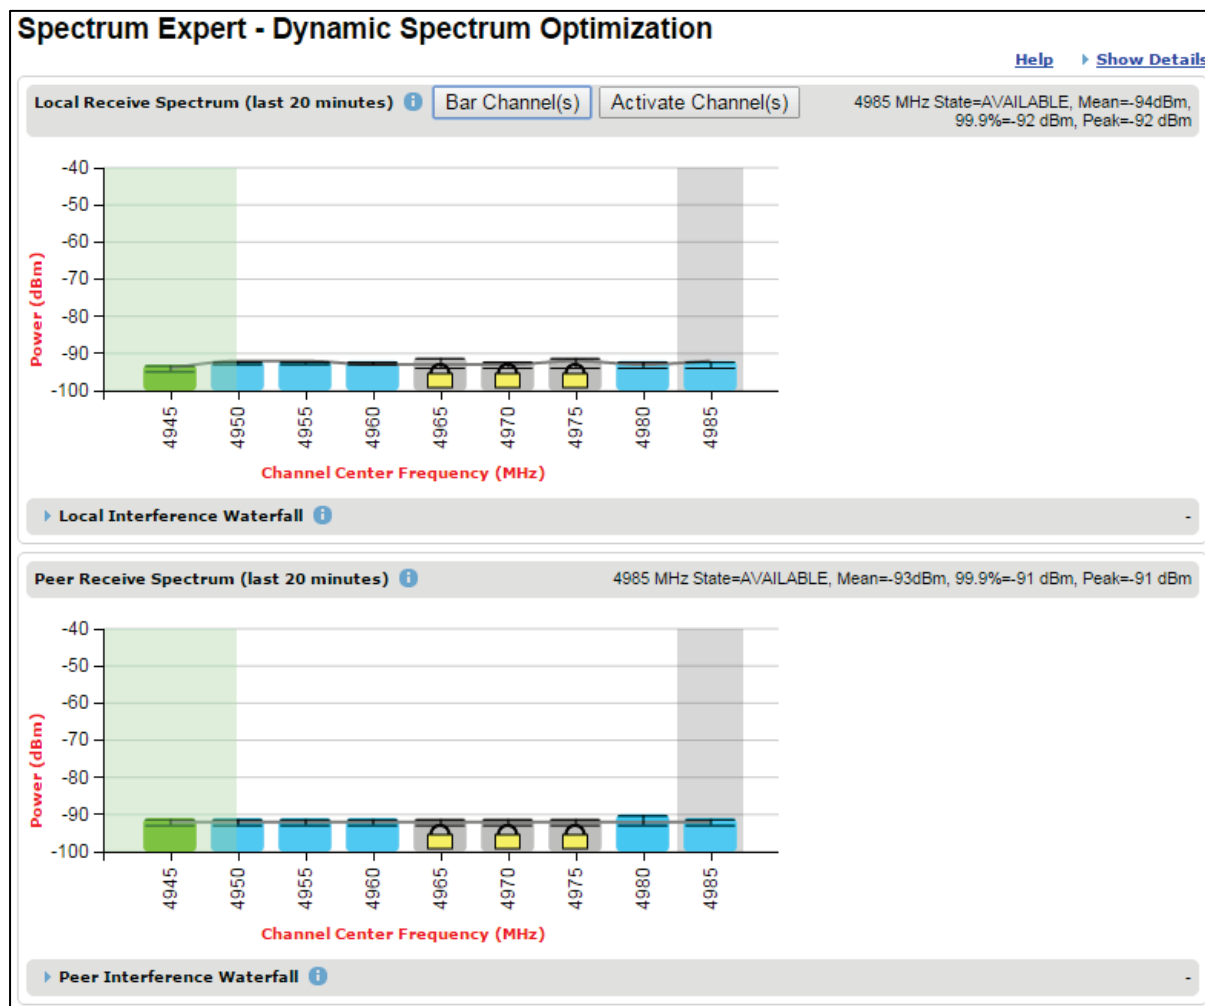 Spectrum Expert - Dynamic Spectrum Optimization
Help Show Details
Local Receive Spectrum (last 20 minutes) i Bar Channel(s) Activate Channel(s) 4985 MHz State=AVAILABLE, Mean=-94dBm,
99.9%=-92 dBm, Peak=-92 dBm
-40
-50
-60
-70
-80
-90
-100
Power (dBm)
4945 4950 4955 4960 4965 4970 4975 4980 4985
Channel Center Frequency (MHz)
Local Interference Waterfall i -
Peer Receive Spectrum (last 20 minutes) i 4985 MHz State=AVAILABLE, Mean=-93dBm, 99.9%=-91 dBm, Peak=-91 dBm
-40
-50
-60
-70
-80
-90
-100
Power (dBm)
4945 4950 4955 4960 4965 4970 4975 4980 4985
Channel Center Frequency (MHz)
Peer Interference Waterfall i -